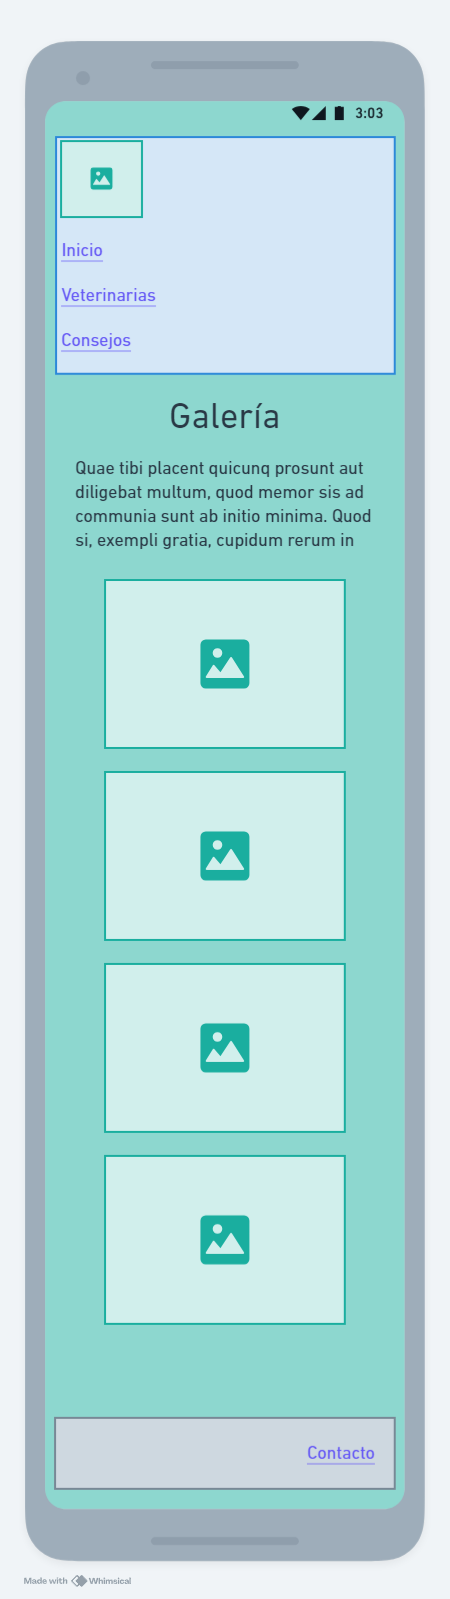 3:03
Inicio
Veterinarias
Consejos
Galería
Quae tibi placent quicunq prosunt aut
diligebat multum, quod memor sis ad
communia sunt ab initio minima. Quod
si, exempli gratia, cupidum rerum in
Contacto
Made with Whimsical